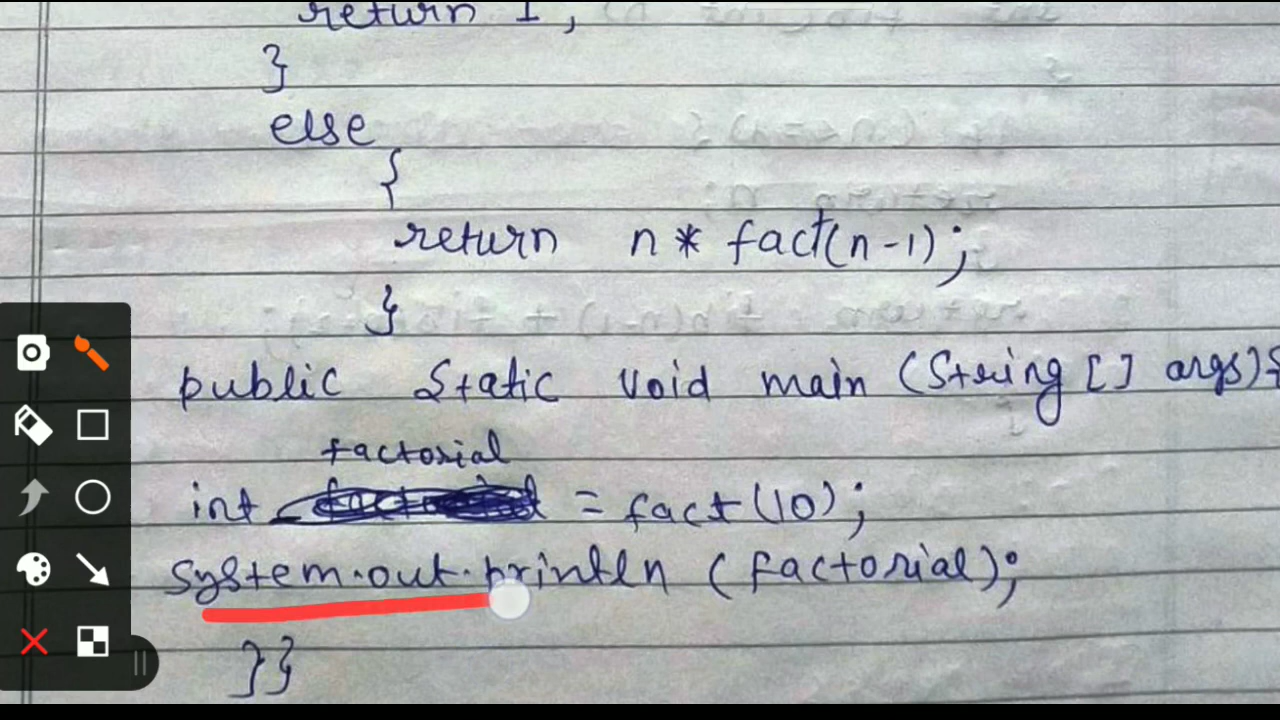 return 1;
}
else
{
return n * fact(n-1);
}
public static void main (String [] args){
factorial
int = fact(10);
System.out.println (factorial);
}}